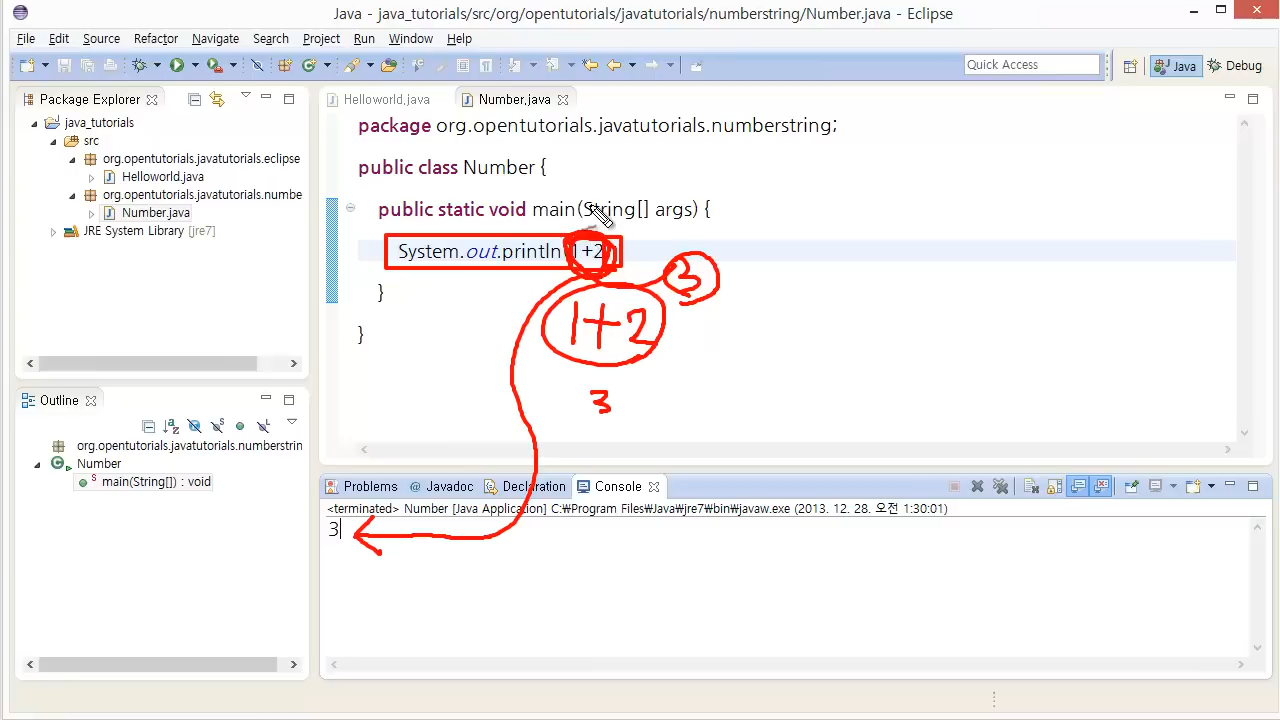 Java - java_tutorials/src/org/opentutorials/javatutorials/numberstring/Number.java - Eclipse
File Edit Source Refactor Navigate Search Project Run Window Help
Quick Access Java Debug
Package Explorer
java_tutorials
src
org.opentutorials.javatutorials.eclipse
Helloworld.java
org.opentutorials.javatutorials.numbe
Number.java
JRE System Library [jre7]
Helloworld.java Number.java
package org.opentutorials.javatutorials.numberstring;
public class Number {
public static void main(String[] args) {
System.out.println(1+2)
}
}
3
1+2
3
Outline
org.opentutorials.javatutorials.numberstrin
Number
main(String[]) : void
Problems @ Javadoc Declaration Console
<terminated> Number [Java Application] C:₩Program Files₩Java₩jre7₩bin₩javaw.exe (2013. 12. 28. 오전 1:30:01)
3